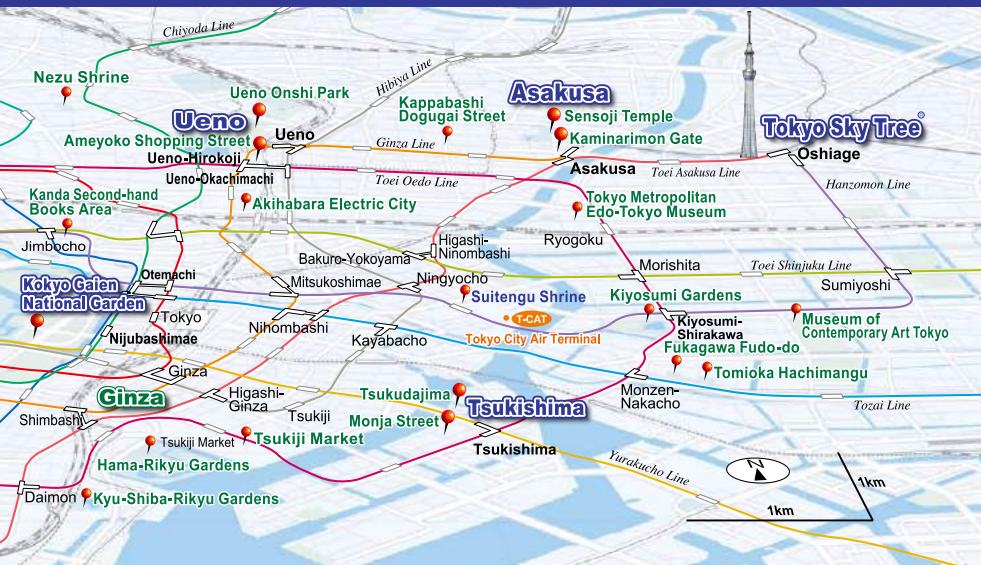 Chiyoda Line
Nezu Shrine
Hibiya Line
Ueno Onshi Park
Kappabashi
Dogugai Street
Asakusa
Sensoji Temple
Kaminarimon Gate
Tokyo Sky Tree®
Ueno
Ameyoko Shopping Street
Ueno
Ginza Line
Ueno-Hirokoji
Ueno-Okachimachi
Asakusa
Oshiage
Toei Asakusa Line
Toei Oedo Line
Hanzomon Line
Kanda Second-hand
Books Area
Akihabara Electric City
Tokyo Metropolitan
Edo-Tokyo Museum
Jimbocho
Bakuro-Yokoyama
Higashi-
Ninombashi
Ryogoku
Morishita
Toei Shinjuku Line
Sumiyoshi
Kokyo Gaien
National Garden
Otemachi
Mitsukoshimae
Ningyocho
Suitengu Shrine
Kiyosumi Gardens
Tokyo
Nihombashi
T-CAT
Tokyo City Air Terminal
Kiyosumi-
Shirakawa
Museum of
Contemporary Art Tokyo
Nijubashimae
Kayabacho
Fukagawa Fudo-do
Tomioka Hachimangu
Ginza
Ginza
Higashi-
Ginza
Tsukiji
Tsukudajima
Monja Street
Tsukishima
Monzen-
Nakacho
Tozai Line
Shimbashi
Tsukiji Market
Tsukiji Market
Tsukishima
Hama-Rikyu Gardens
Yurakucho Line
N
1km
1km
Daimon
Kyu-Shiba-Rikyu Gardens